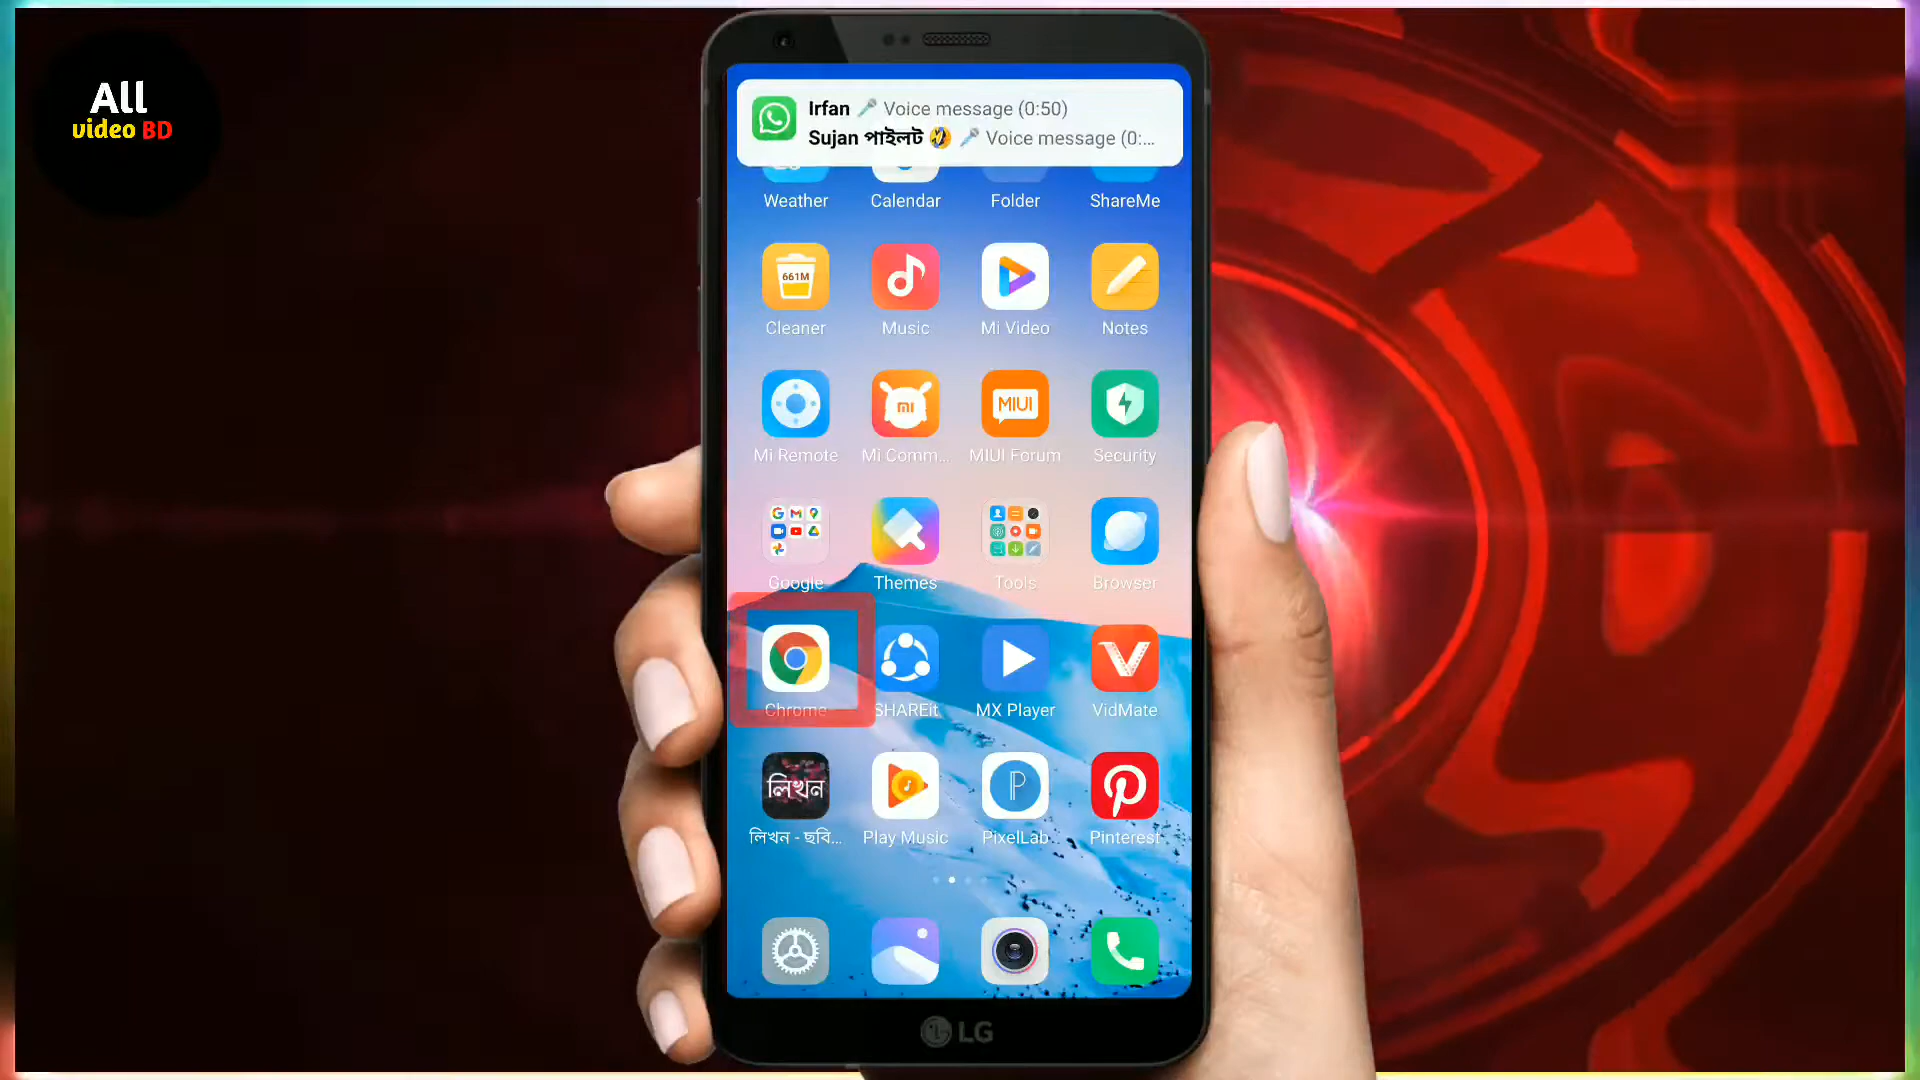 All
video BD
Irfan 🎤 Voice message (0:50)
Sujan পাইলট 🤣 🎤 Voice message (0:...
Weather
Calendar
Folder
ShareMe
661M
Cleaner
Music
Mi Video
Notes
mi
MIUI
Mi Remote
Mi Comm...
MIUI Forum
Security
Google
Themes
Tools
Browser
Chrome
SHAREit
MX Player
VidMate
লিখন
লিখন - ছবি...
Play Music
PixelLab
Pinterest
LG